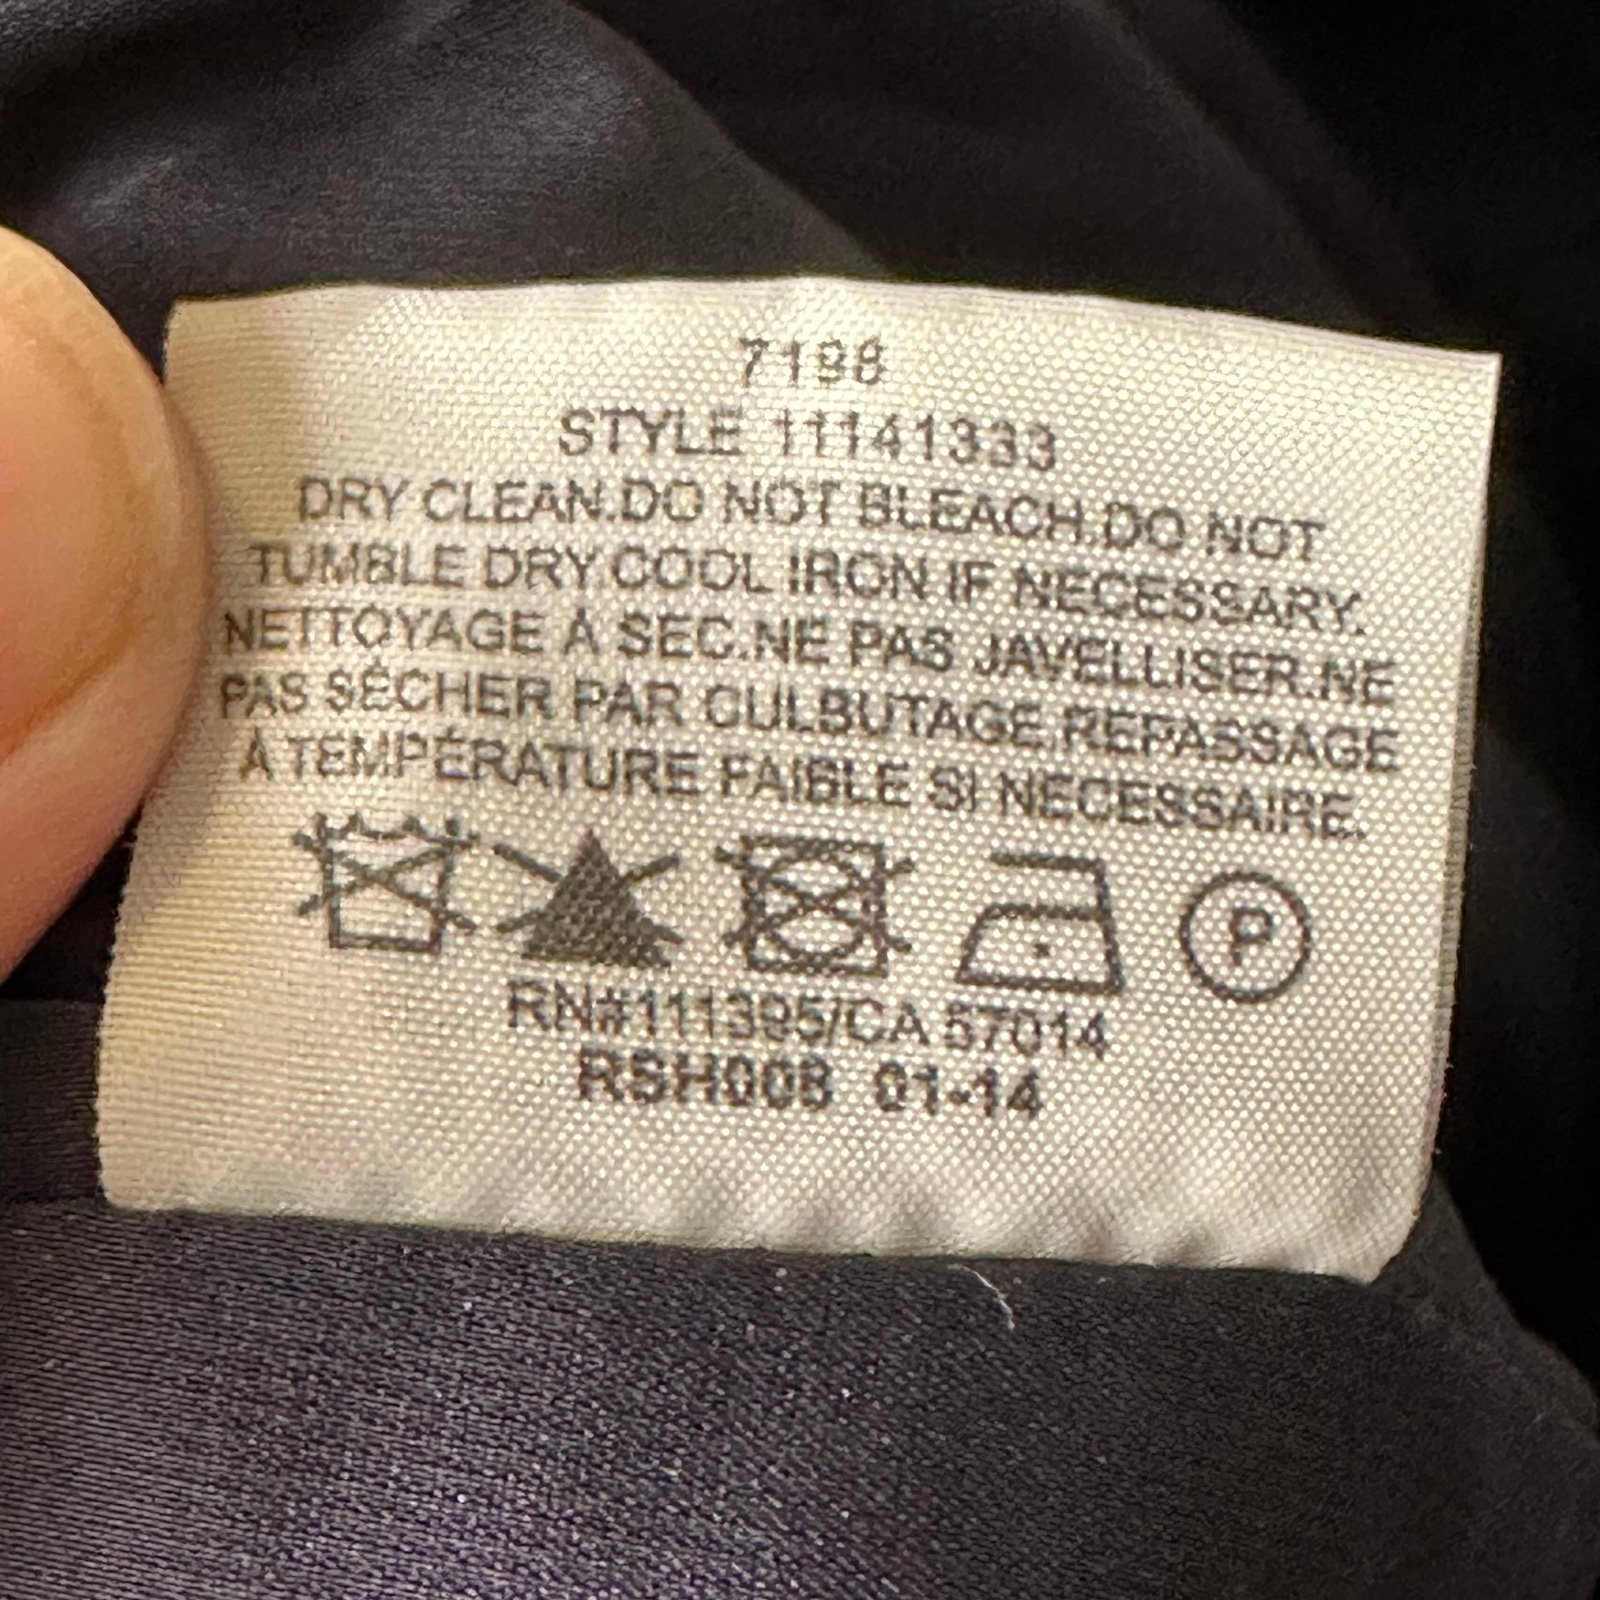 7198
STYLE 11141333
DRY CLEAN.DO NOT BLEACH.DO NOT
TUMBLE DRY.COOL IRON IF NECESSARY.
NETTOYAGE À SEC.NE PAS JAVELLISER.NE
PAS SÉCHER PAR CULBUTAGE.REPASSAGE
À TEMPÉRATURE FAIBLE SI NECESSAIRE.
P
RN#111395/CA 57014
RSH008 01-14